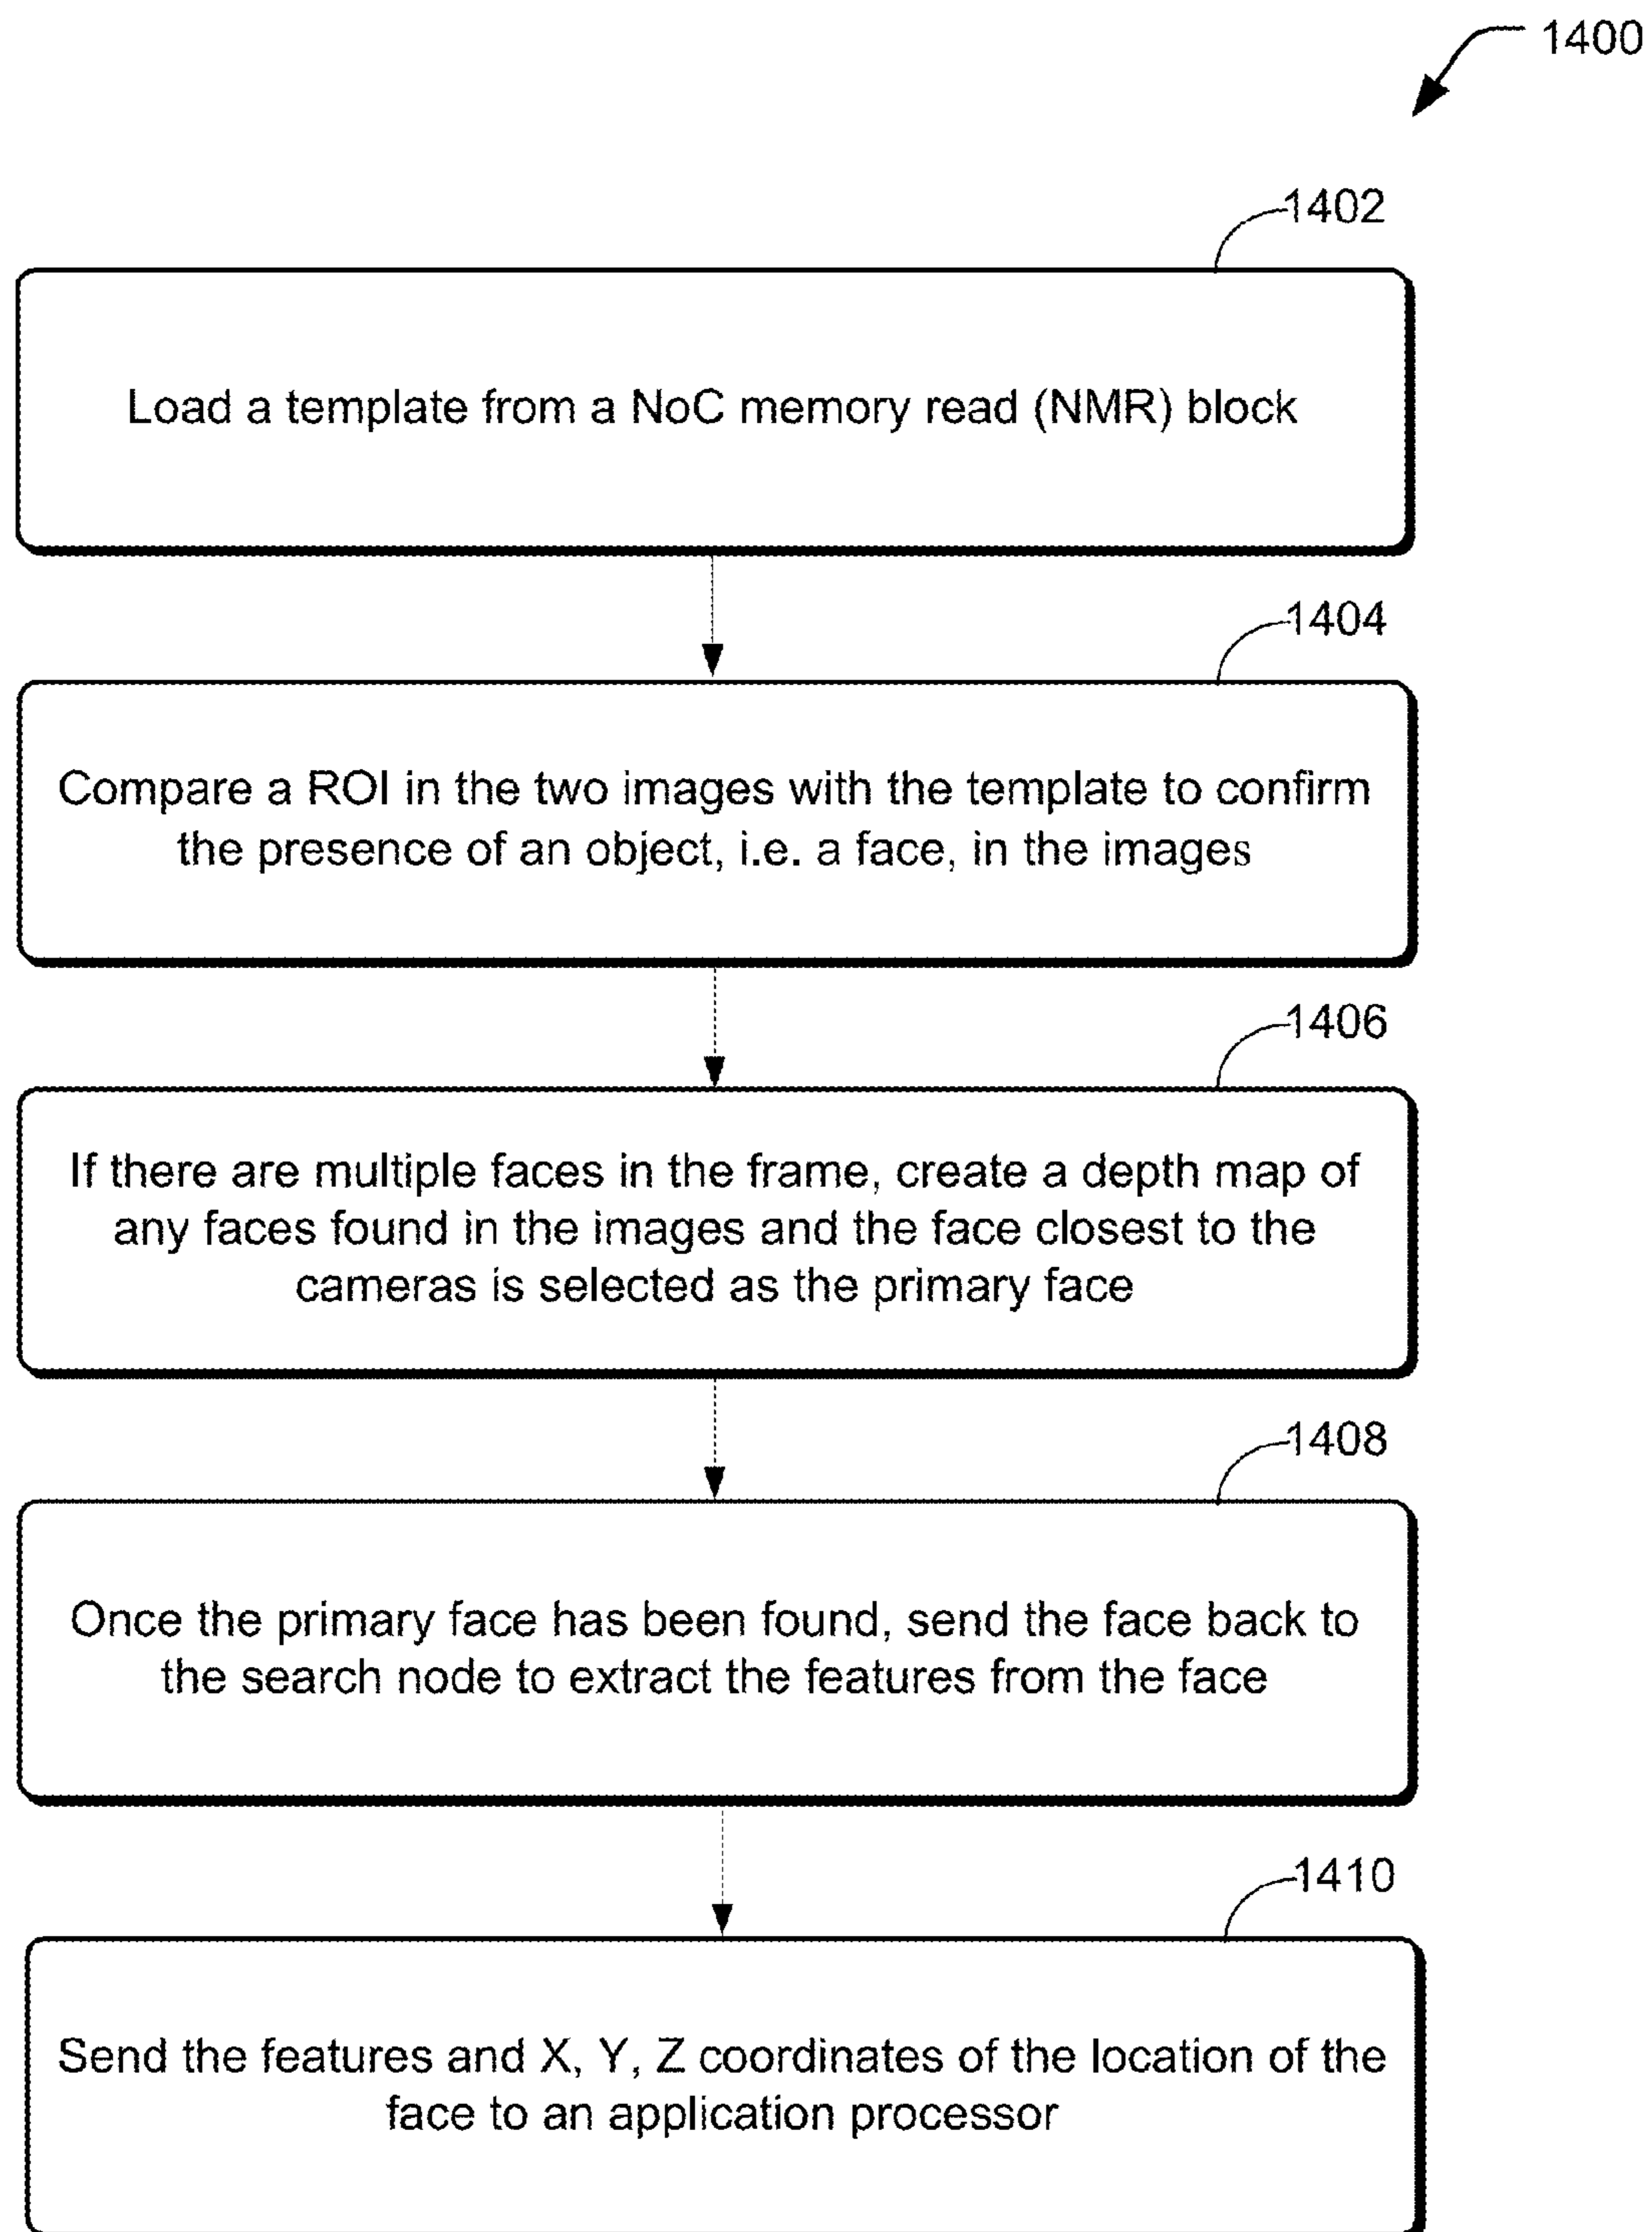 1400
1402
Load a template from a NoC memory read (NMR) block
1404
Compare a ROI in the two images with the template to confirm
the presence of an object, i.e. a face, in the images
1406
If there are multiple faces in the frame, create a depth map of
any faces found in the images and the face closest to the
cameras is selected as the primary face
1408
Once the primary face has been found, send the face back to
the search node to extract the features from the face
1410
Send the features and X, Y, Z coordinates of the location of the
face to an application processor